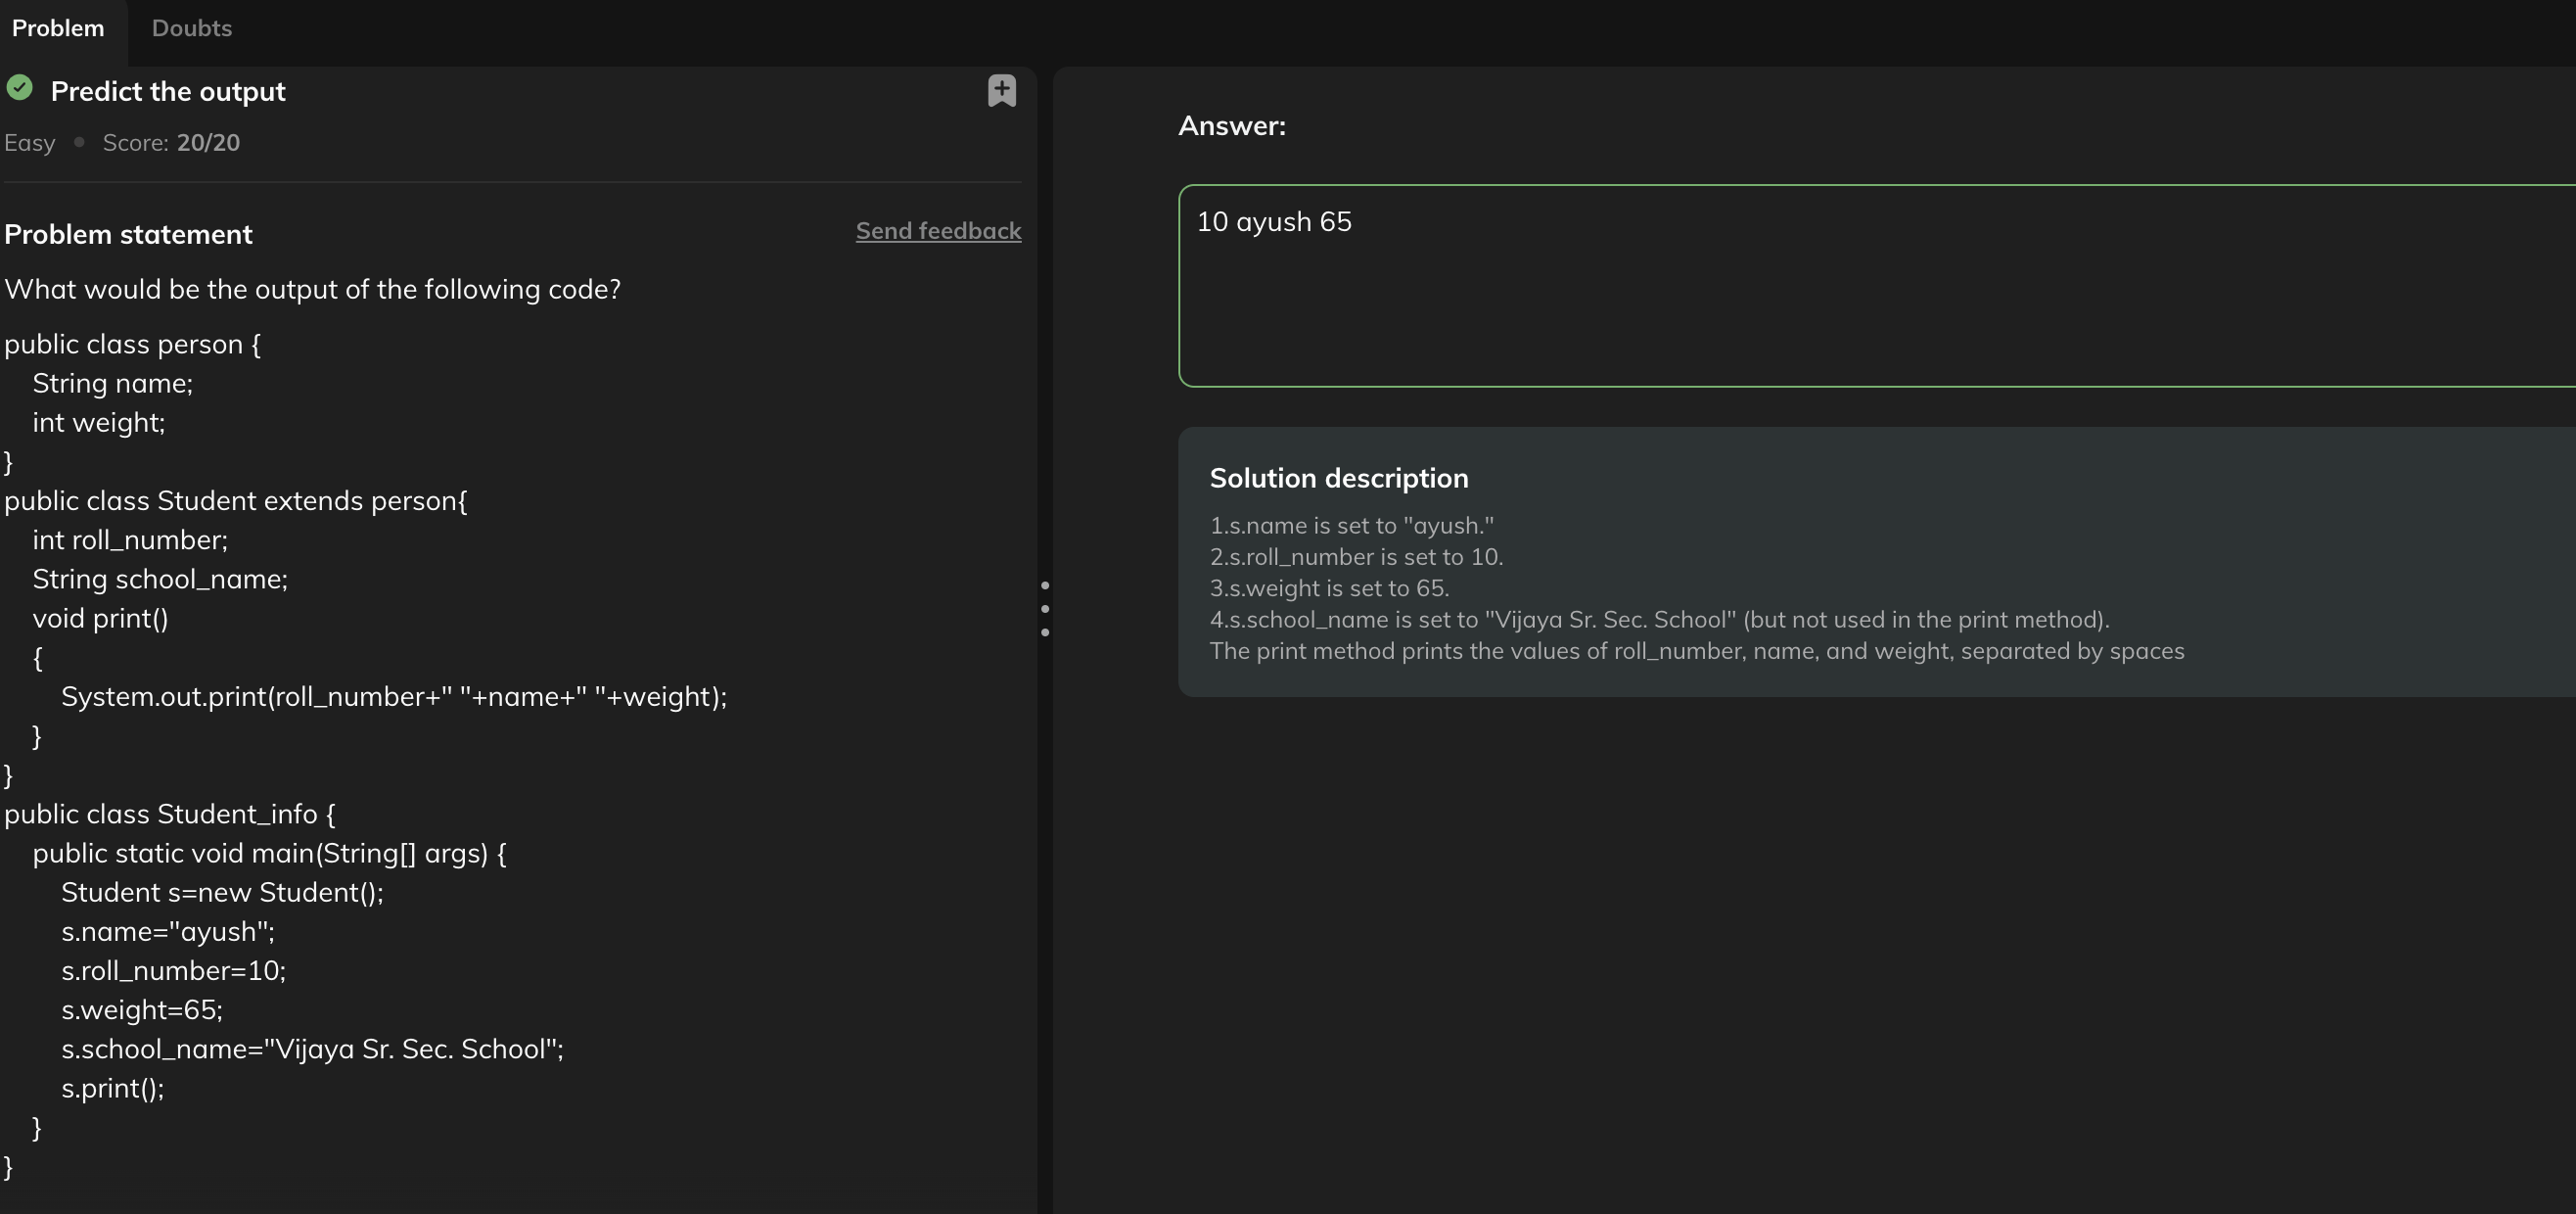 Problem
Doubts
Predict the output
Easy
Score: 20/20
Problem statement
Send feedback
What would be the output of the following code?
public class person {
String name;
int weight;
}
public class Student extends person{
int roll_number;
String school_name;
void print()
{
System.out.print(roll_number+" "+name+" "+weight);
}
}
public class Student_info {
public static void main(String[] args) {
Student s=new Student();
s.name="ayush";
s.roll_number=10;
s.weight=65;
s.school_name="Vijaya Sr. Sec. School";
s.print();
}
}
Answer:
10 ayush 65
Solution description
1.s.name is set to "ayush."
2.s.roll_number is set to 10.
3.s.weight is set to 65.
4.s.school_name is set to "Vijaya Sr. Sec. School" (but not used in the print method).
The print method prints the values of roll_number, name, and weight, separated by spaces